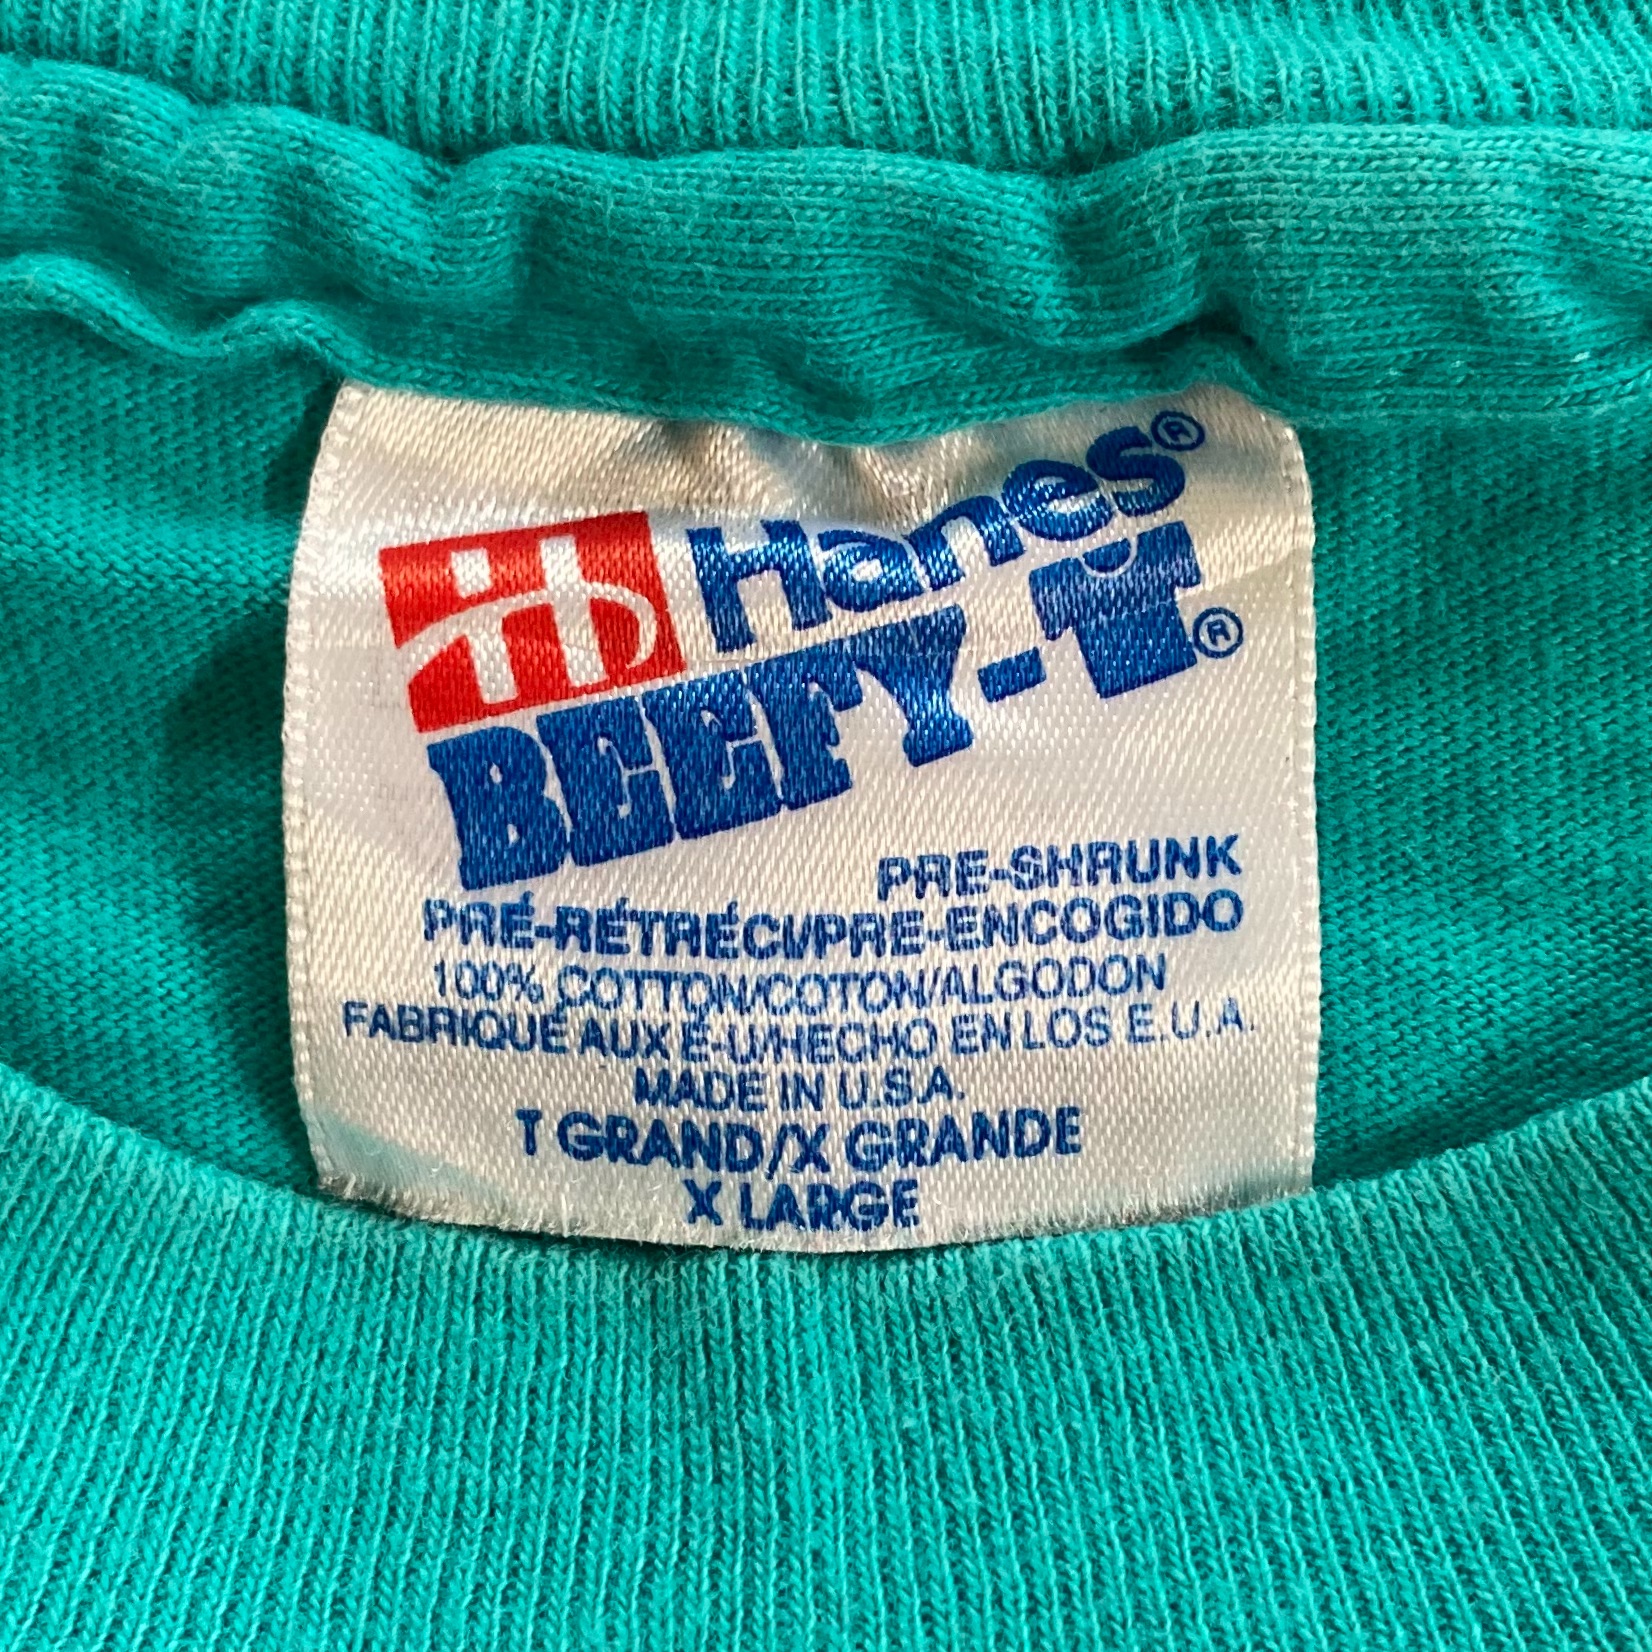 Hanes®
BEEFY-T®
PRE-SHRUNK
PRÉ-RÉTRÉCI/PRE-ENCOGIDO
100% COTTON/COTON/ALGODON
FABRIQUÉ AUX É-U/HECHO EN LOS E.U.A.
MADE IN U.S.A.
T GRAND/X GRANDE
X LARGE